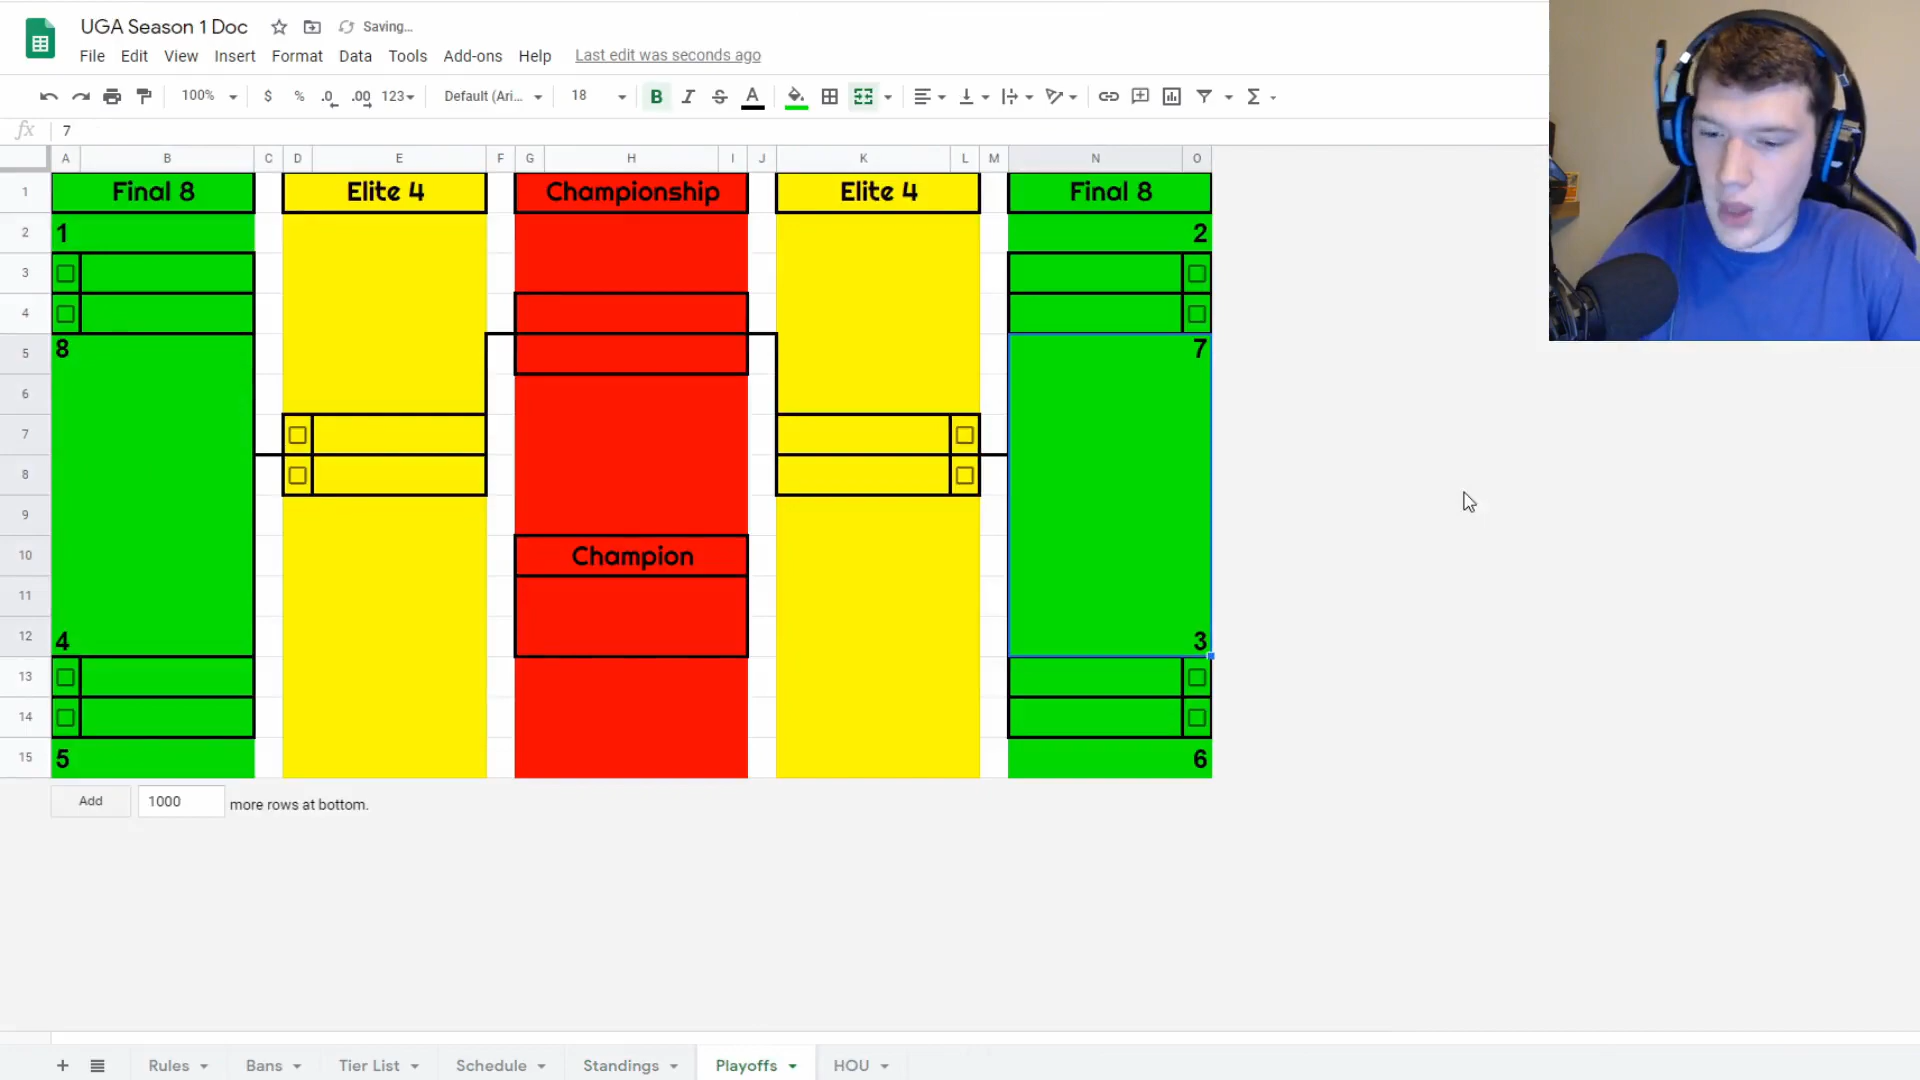 UGA Season 1 Doc Saving...
File Edit View Insert Format Data Tools Add-ons Help Last edit was seconds ago
100% $ % .0 .00 123 Default (Ari... 18 B I S A Σ
fx 7
A B C D E F G H I J K L M N O
1 Final 8 Elite 4 Championship Elite 4 Final 8
2 1 2
3
4
5 8 7
6
7
8
9
10 Champion
11
12 4 3
13
14
15 5 6
Add 1000 more rows at bottom.
+ Rules Bans Tier List Schedule Standings Playoffs HOU